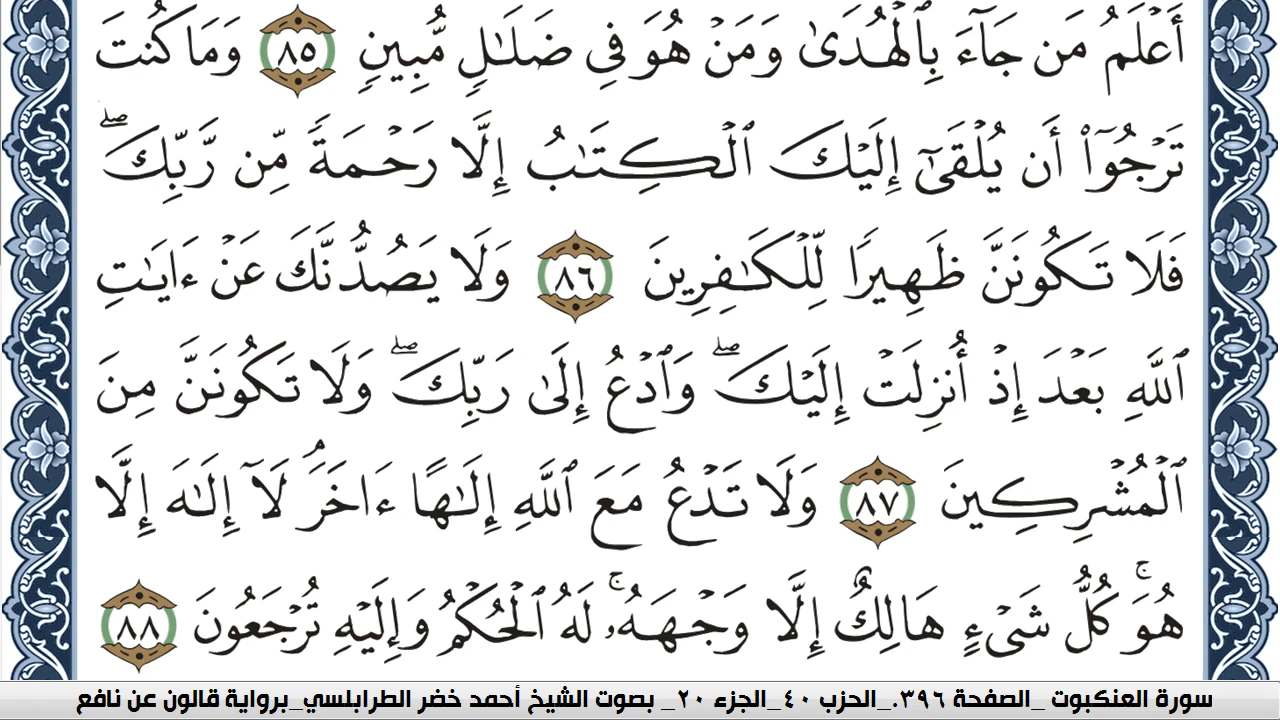 أَعْلَمُ مَن جَآءَ بِالْهُدَىٰ وَمَنْ هُوَ فِي ضَلَٰلٍ مُّبِينٍ ٨٥ وَمَا كُنتَ
تَرْجُوٓاْ أَن يُلْقَىٰٓ إِلَيْكَ ٱلْكِتَٰبُ إِلَّا رَحْمَةً مِّن رَّبِّكَ ۖ
فَلَا تَكُونَنَّ ظَهِيرًا لِّلْكَٰفِرِينَ ٨٦ وَلَا يَصُدُّنَّكَ عَنْ ءَايَٰتِ
ٱللَّهِ بَعْدَ إِذْ أُنزِلَتْ إِلَيْكَ ۖ وَٱدْعُ إِلَىٰ رَبِّكَ ۖ وَلَا تَكُونَنَّ مِنَ
ٱلْمُشْرِكِينَ ٨٧ وَلَا تَدْعُ مَعَ ٱللَّهِ إِلَٰهًا ءَاخَرَ ۘ لَآ إِلَٰهَ إِلَّا
هُوَ ۚ كُلُّ شَيْءٍ هَالِكٌ إِلَّا وَجْهَهُۥ ۚ لَهُ ٱلْحُكْمُ وَإِلَيْهِ تُرْجَعُونَ ٨٨
سورة العنكبوت _الصفحة ٣٩٦._الحزب ٤٠_الجزء ٢٠_ بصوت الشيخ أحمد خضر الطرابلسي_برواية قالون عن نافع